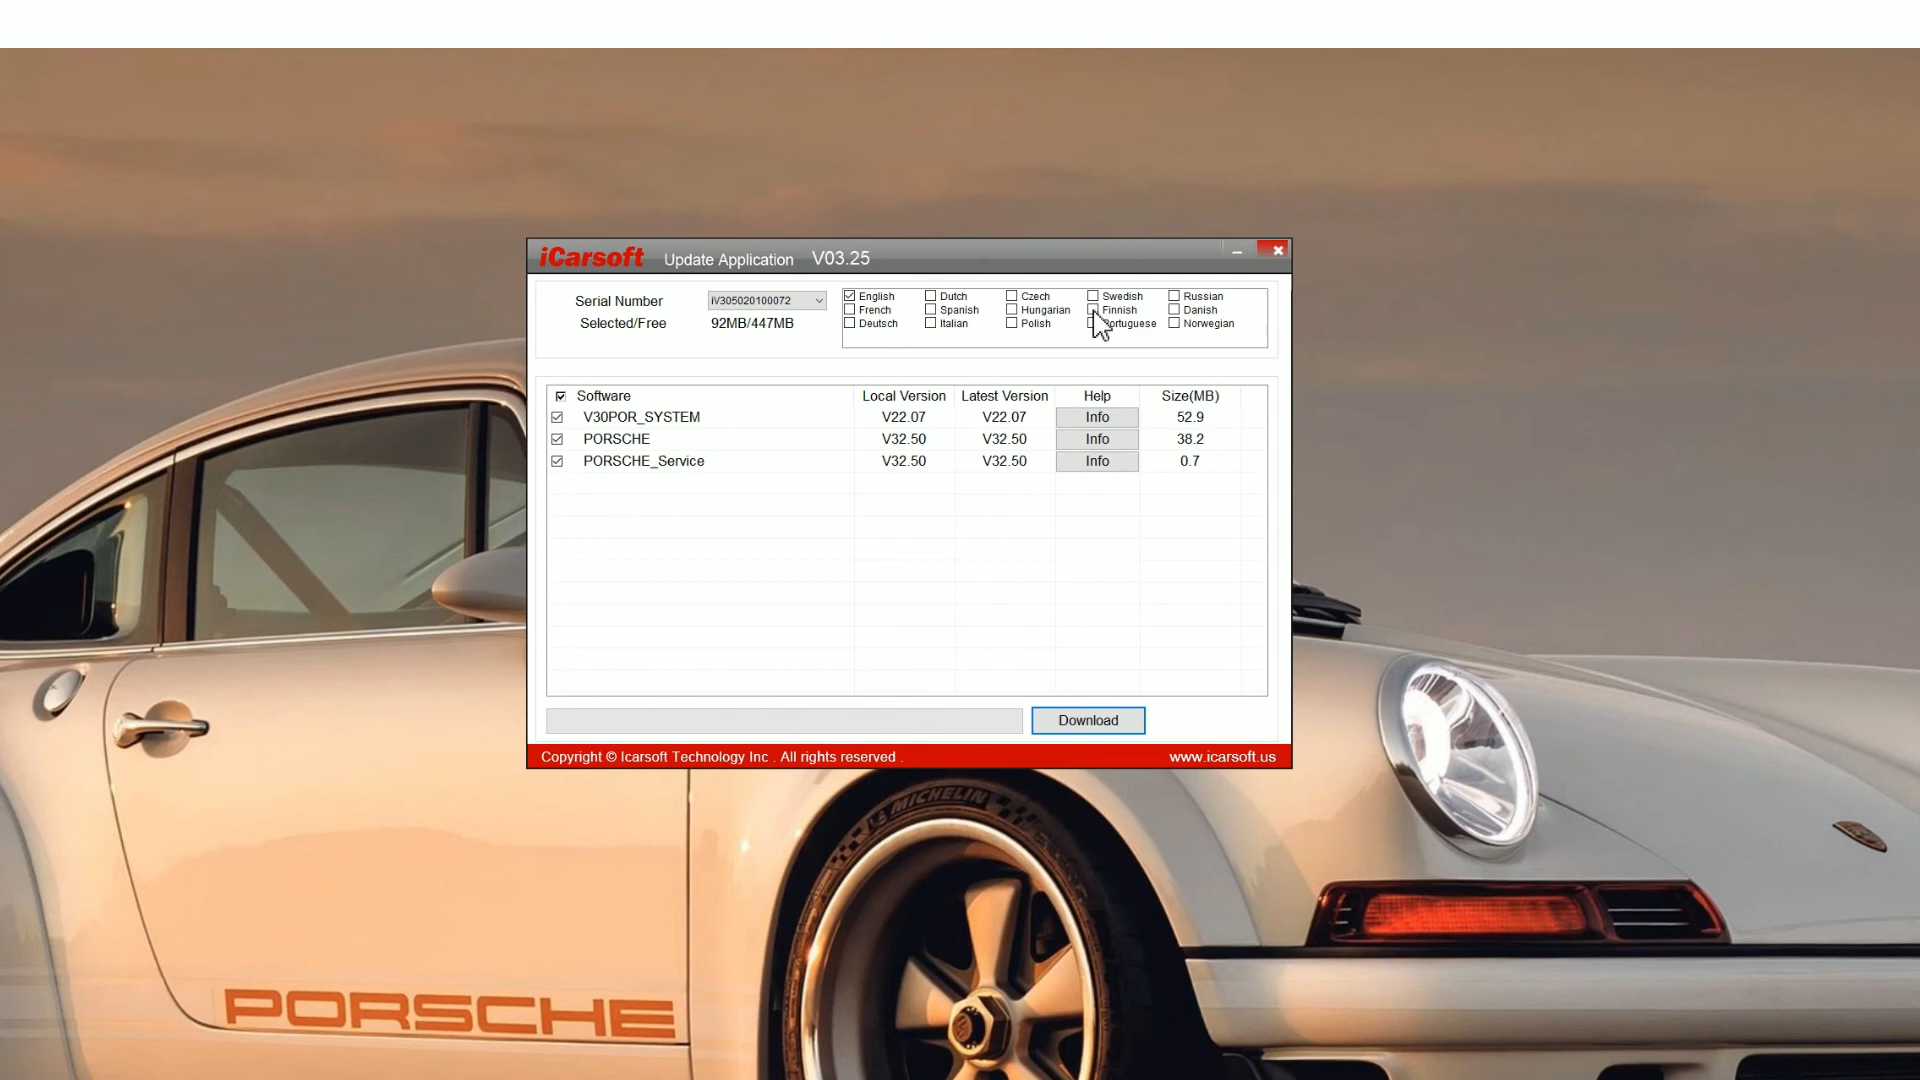 iCarsoft Update Application V03.25
Serial Number iV305020100072
Selected/Free 92MB/447MB
English Dutch Czech Swedish Russian
French Spanish Hungarian Finnish Danish
Deutsch Italian Polish Portuguese Norwegian
Software Local Version Latest Version Help Size(MB)
V30POR_SYSTEM V22.07 V22.07 Info 52.9
PORSCHE V32.50 V32.50 Info 38.2
PORSCHE_Service V32.50 V32.50 Info 0.7
Download
Copyright © Icarsoft Technology Inc . All rights reserved . www.icarsoft.us
MICHELIN
PORSCHE